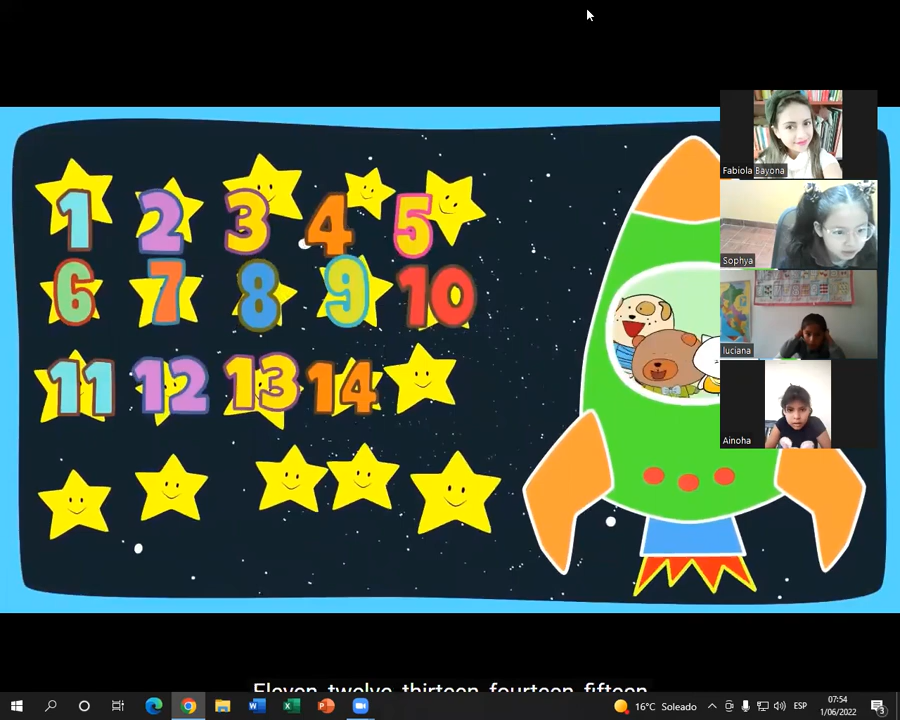 1 2 3 4 5
6 7 8 9 10
11 12 13 14
Fabiola Bayona
Sophya
luciana
Ainoha
Eleven twelve thirteen fourteen fifteen
16°C Soleado
ESP
07:54
1/06/2022
3